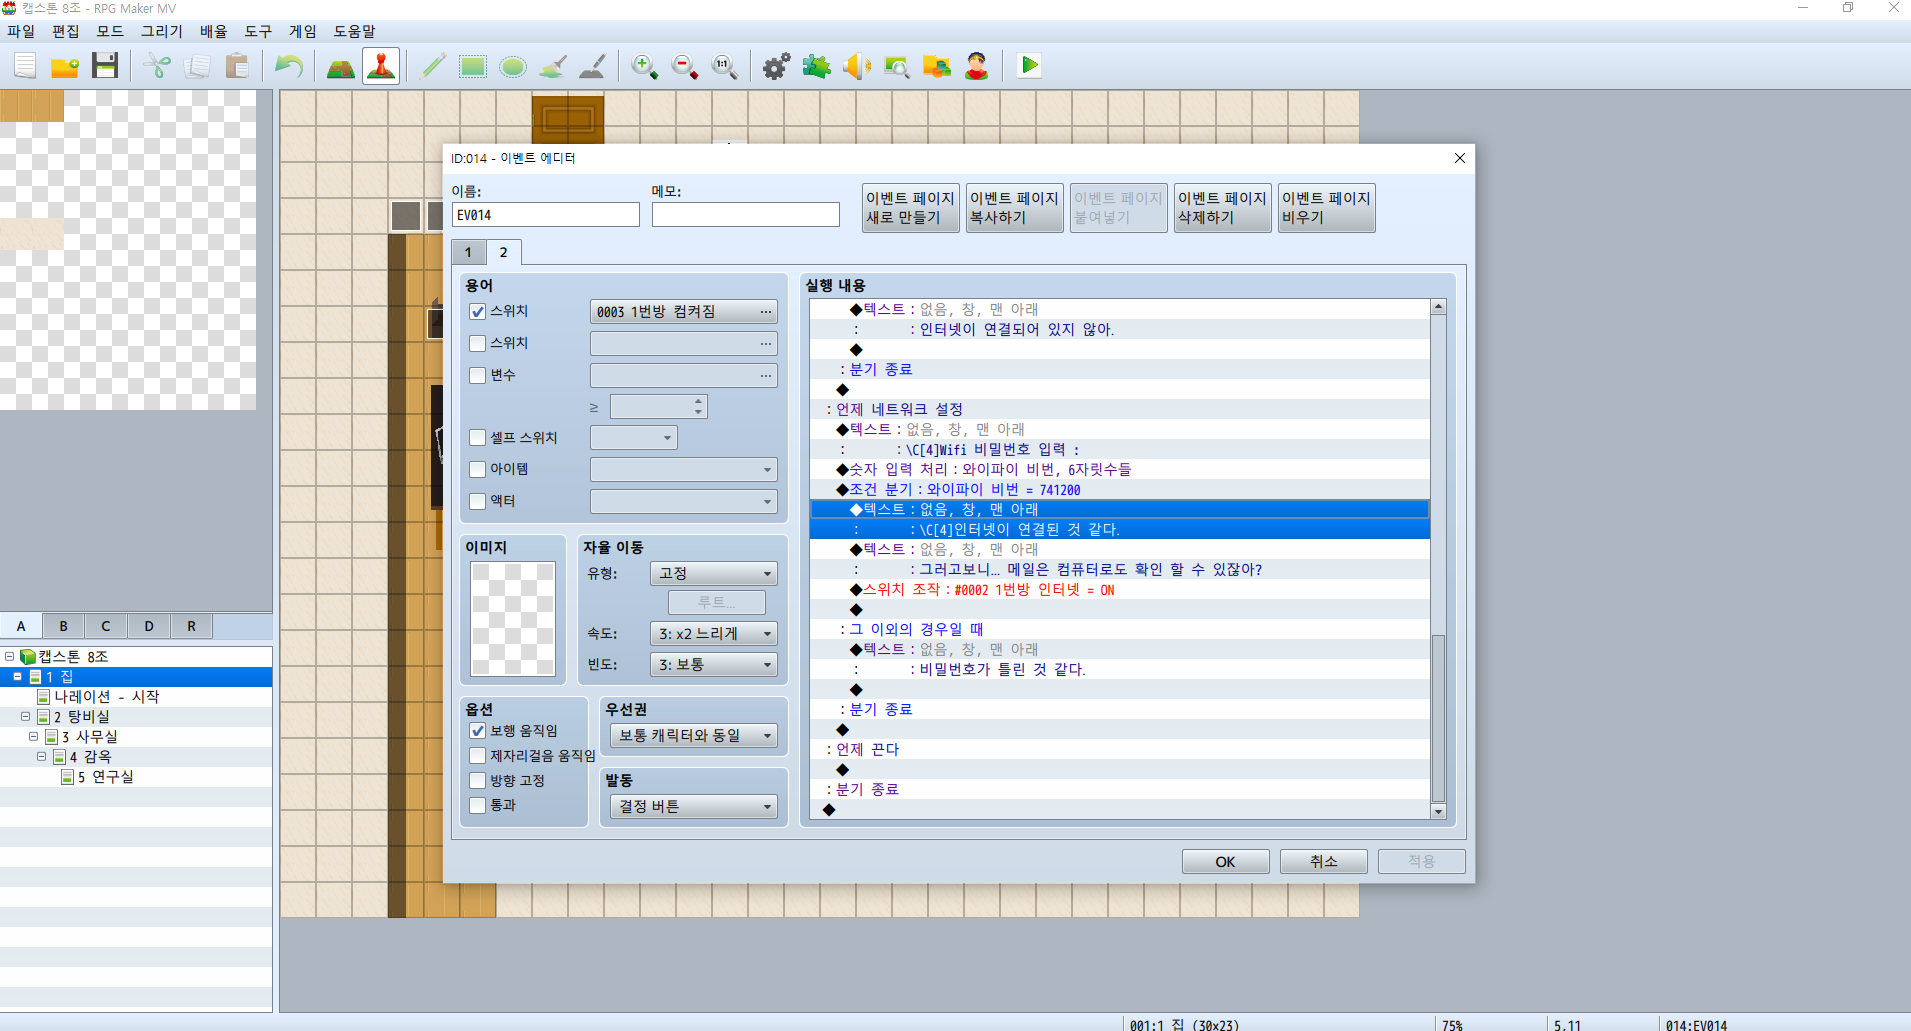 캡스톤 8조 - RPG Maker MV
파일 편집 모드 그리기 배율 도구 게임 도움말
1:1
ID:014 - 이벤트 에디터
이름:
메모:
EV014
이벤트 페이지 새로 만들기
이벤트 페이지 복사하기
이벤트 페이지 붙여넣기
이벤트 페이지 삭제하기
이벤트 페이지 비우기
1 2
용어
스위치 0003 1번방 컴켜짐 ...
스위치 ...
변수 ...
≥
셀프 스위치
아이템
액터
이미지
자율 이동
유형: 고정
루트...
속도: 3: x2 느리게
빈도: 3: 보통
옵션
보행 움직임
제자리걸음 움직임
방향 고정
통과
우선권
보통 캐릭터와 동일
발동
결정 버튼
실행 내용
◆텍스트 : 없음, 창, 맨 아래
: : 인터넷이 연결되어 있지 않아.
◆
: 분기 종료
◆
: 언제 네트워크 설정
◆텍스트 : 없음, 창, 맨 아래
: : \C[4]Wifi 비밀번호 입력 :
◆숫자 입력 처리 : 와이파이 비번, 6자릿수들
◆조건 분기 : 와이파이 비번 = 741200
◆텍스트 : 없음, 창, 맨 아래
: : \C[4]인터넷이 연결된 것 같다.
◆텍스트 : 없음, 창, 맨 아래
: : 그러고보니... 메일은 컴퓨터로도 확인 할 수 있잖아?
◆스위치 조작 : #0002 1번방 인터넷 = ON
◆
: 그 이외의 경우일 때
◆텍스트 : 없음, 창, 맨 아래
: : 비밀번호가 틀린 것 같다.
◆
: 분기 종료
◆
: 언제 끈다
◆
: 분기 종료
◆
OK 취소 적용
A B C D R
캡스톤 8조
1 집
나레이션 - 시작
2 탕비실
3 사무실
4 감옥
5 연구실
001:1 집 (30x23) 75% 5,11 014:EV014